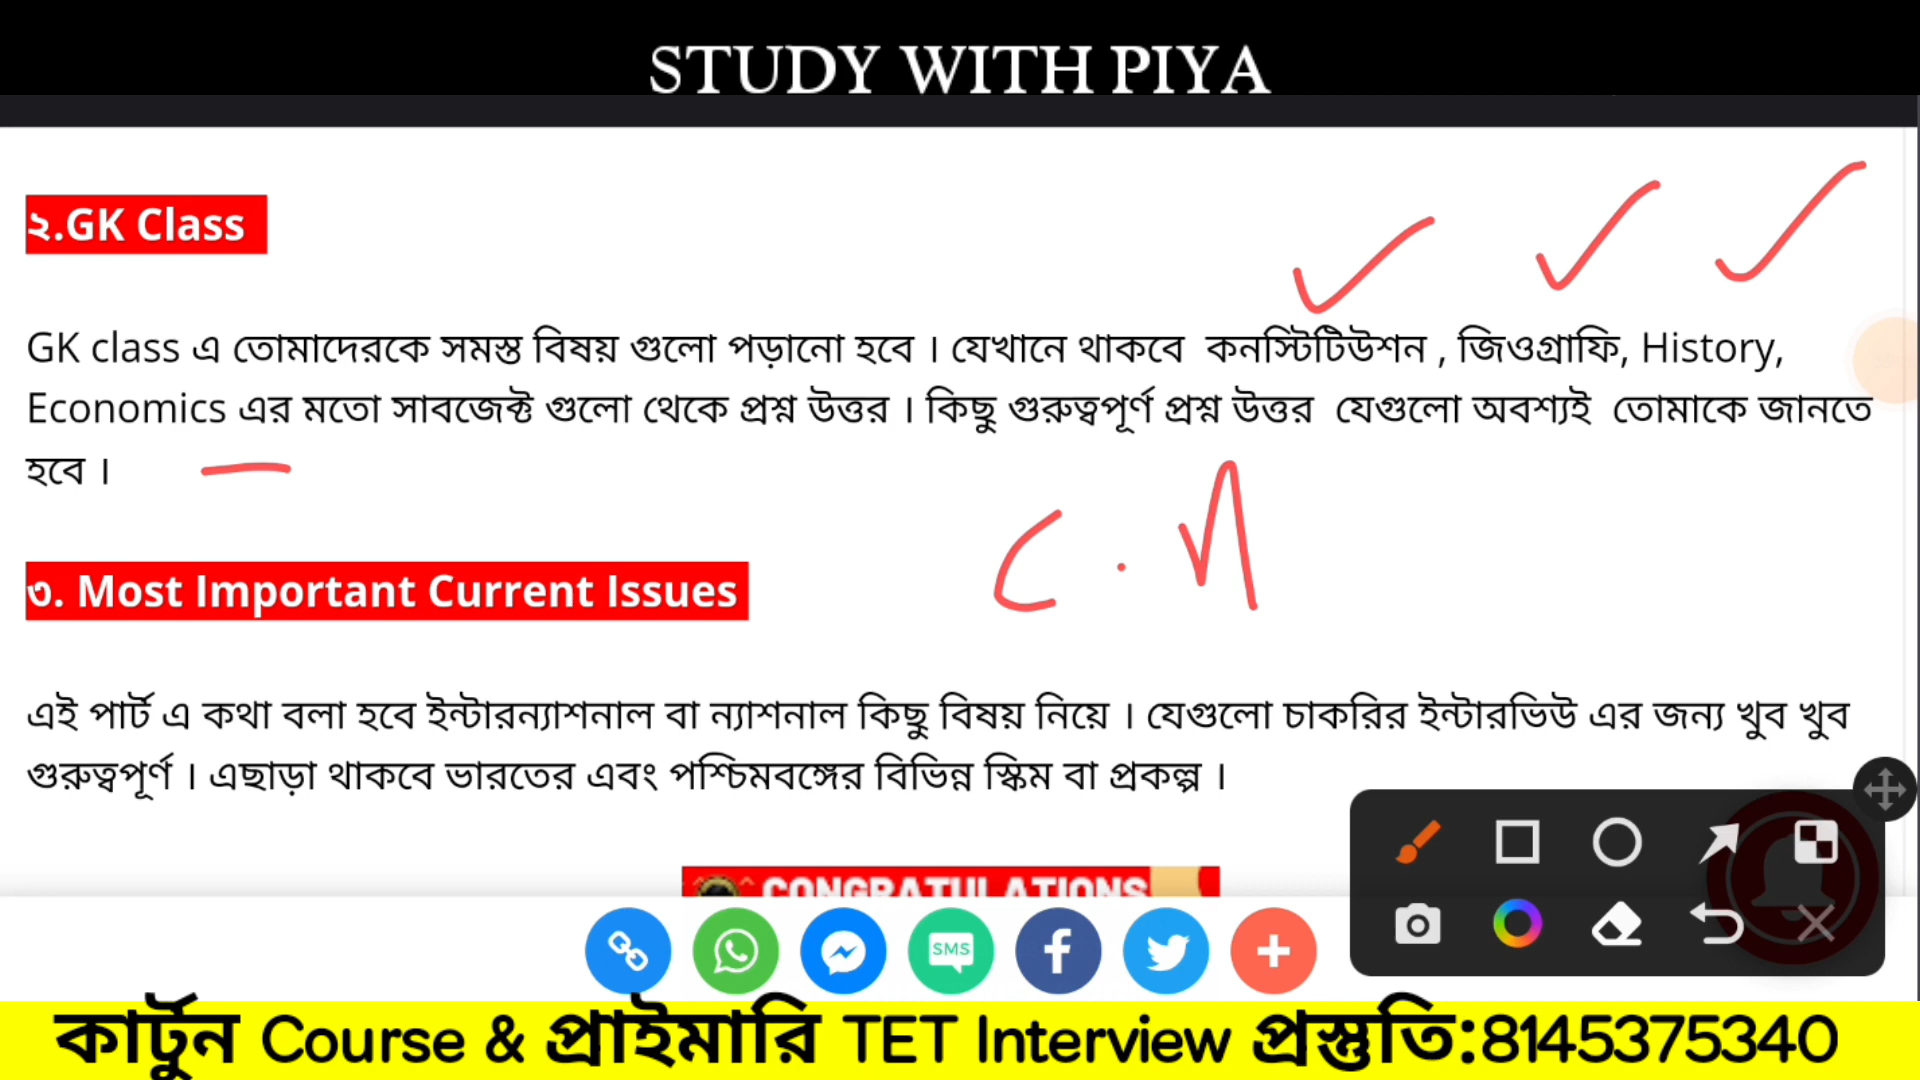 STUDY WITH PIYA
২.GK Class
GK class এ তোমাদেরকে সমস্ত বিষয় গুলো পড়ানো হবে । যেখানে থাকবে কনস্টিটিউশন , জিওগ্রাফি, History,
Economics এর মতো সাবজেক্ট গুলো থেকে প্রশ্ন উত্তর । কিছু গুরুত্বপূর্ণ প্রশ্ন উত্তর যেগুলো অবশ্যই তোমাকে জানতে
হবে ।
৩. Most Important Current Issues
এই পার্ট এ কথা বলা হবে ইন্টারন্যাশনাল বা ন্যাশনাল কিছু বিষয় নিয়ে । যেগুলো চাকরির ইন্টারভিউ এর জন্য খুব খুব
গুরুত্বপূর্ণ । এছাড়া থাকবে ভারতের এবং পশ্চিমবঙ্গের বিভিন্ন স্কিম বা প্রকল্প ।
CONGRATULATIONS
SMS
কার্টুন Course & প্রাইমারি TET Interview প্রস্তুতি:8145375340